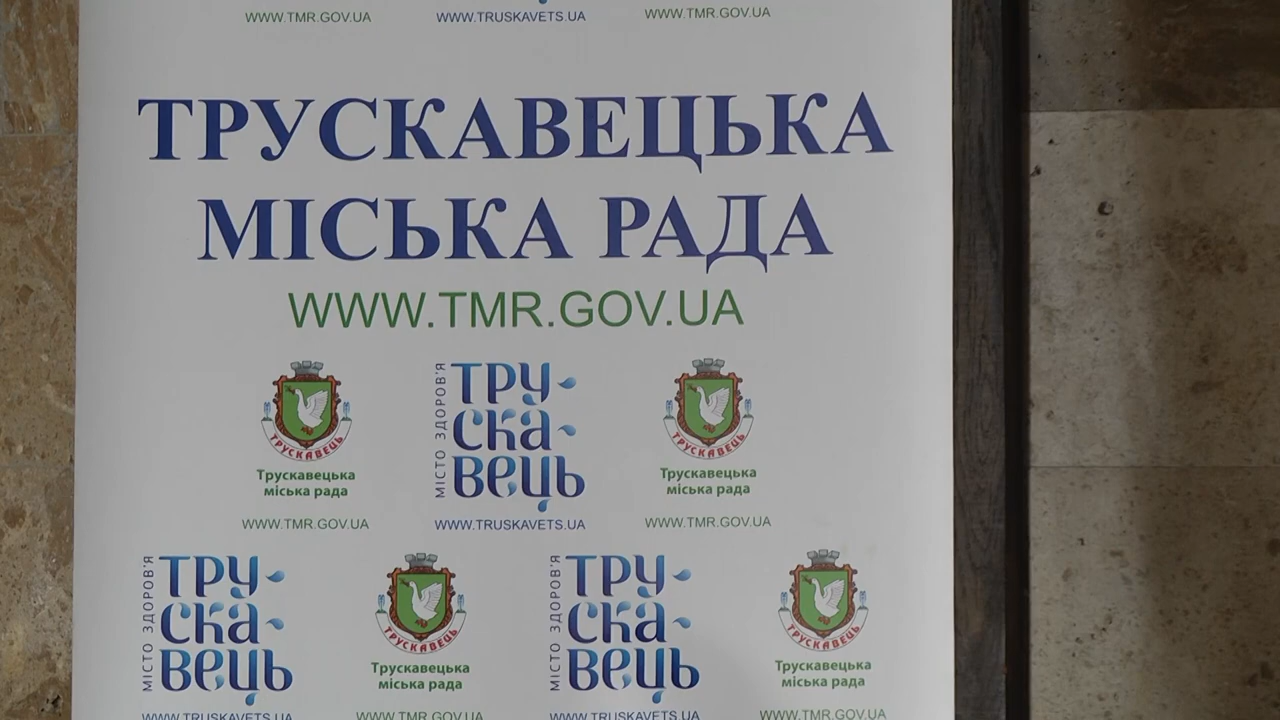 WWW.TMR.GOV.UA
WWW.TRUSKAVETS.UA
WWW.TMR.GOV.UA
ТРУСКАВЕЦЬКА
МІСЬКА РАДА
WWW.TMR.GOV.UA
ТРУСКАВЕЦЬ
Трускавецька
міська рада
WWW.TMR.GOV.UA
МІСТО ЗДОРОВ'Я
ТРУ-
СКА-
ВЕЦЬ
WWW.TRUSKAVETS.UA
ТРУСКАВЕЦЬ
Трускавецька
міська рада
WWW.TMR.GOV.UA
МІСТО ЗДОРОВ'Я
ТРУ-
СКА-
ВЕЦЬ
WWW.TRUSKAVETS.UA
ТРУСКАВЕЦЬ
Трускавецька
міська рада
WWW.TMR.GOV.UA
МІСТО ЗДОРОВ'Я
ТРУ-
СКА-
ВЕЦЬ
WWW.TRUSKAVETS.UA
ТРУСКАВЕЦЬ
Трускавецька
міська рада
WWW.TMR.GOV.UA